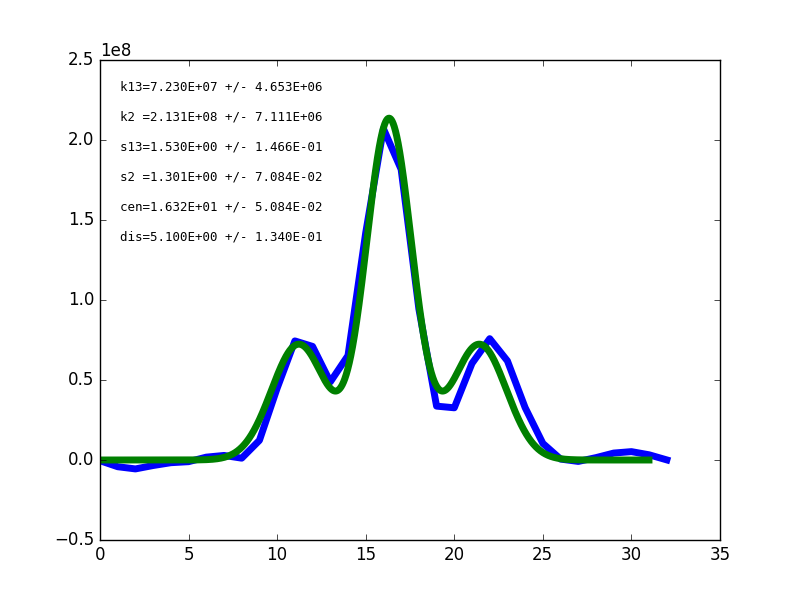 1e8
2.5
k13=7.230E+07 +/- 4.653E+06
k2 =2.131E+08 +/- 7.111E+06
2.0
s13=1.530E+00 +/- 1.466E-01
s2 =1.301E+00 +/- 7.084E-02
cen=1.632E+01 +/- 5.084E-02
1.5
dis=5.100E+00 +/- 1.340E-01
1.0
0.5
0.0
−0.5
0 5 10 15 20 25 30 35